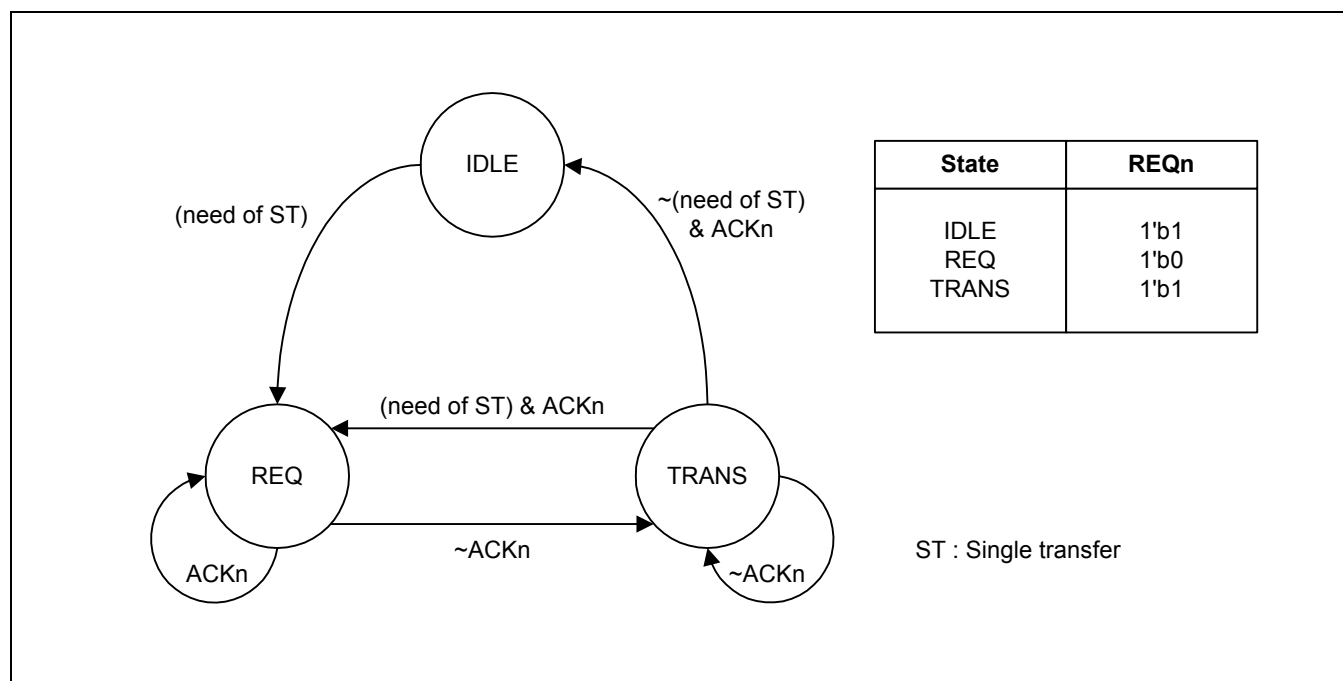 IDLE
(need of ST)
~(need of ST)
& ACKn
(need of ST) & ACKn
REQ
TRANS
~ACKn
ACKn
~ACKn
State REQn
IDLE 1'b1
REQ 1'b0
TRANS 1'b1
ST : Single transfer